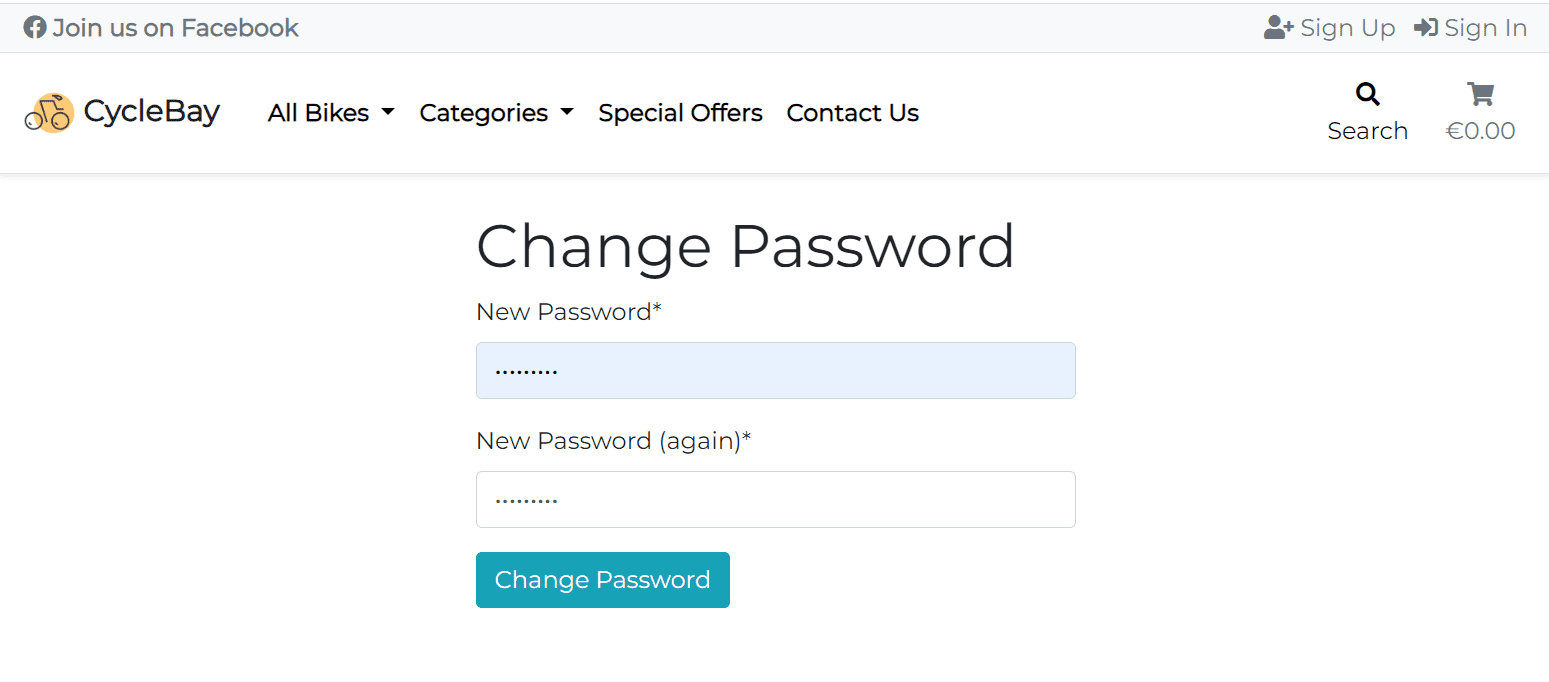 Join us on Facebook
Sign Up
Sign In
CycleBay
All Bikes
Categories
Special Offers
Contact Us
Search
€0.00
Change Password
New Password*
•••••••••
New Password (again)*
•••••••••
Change Password